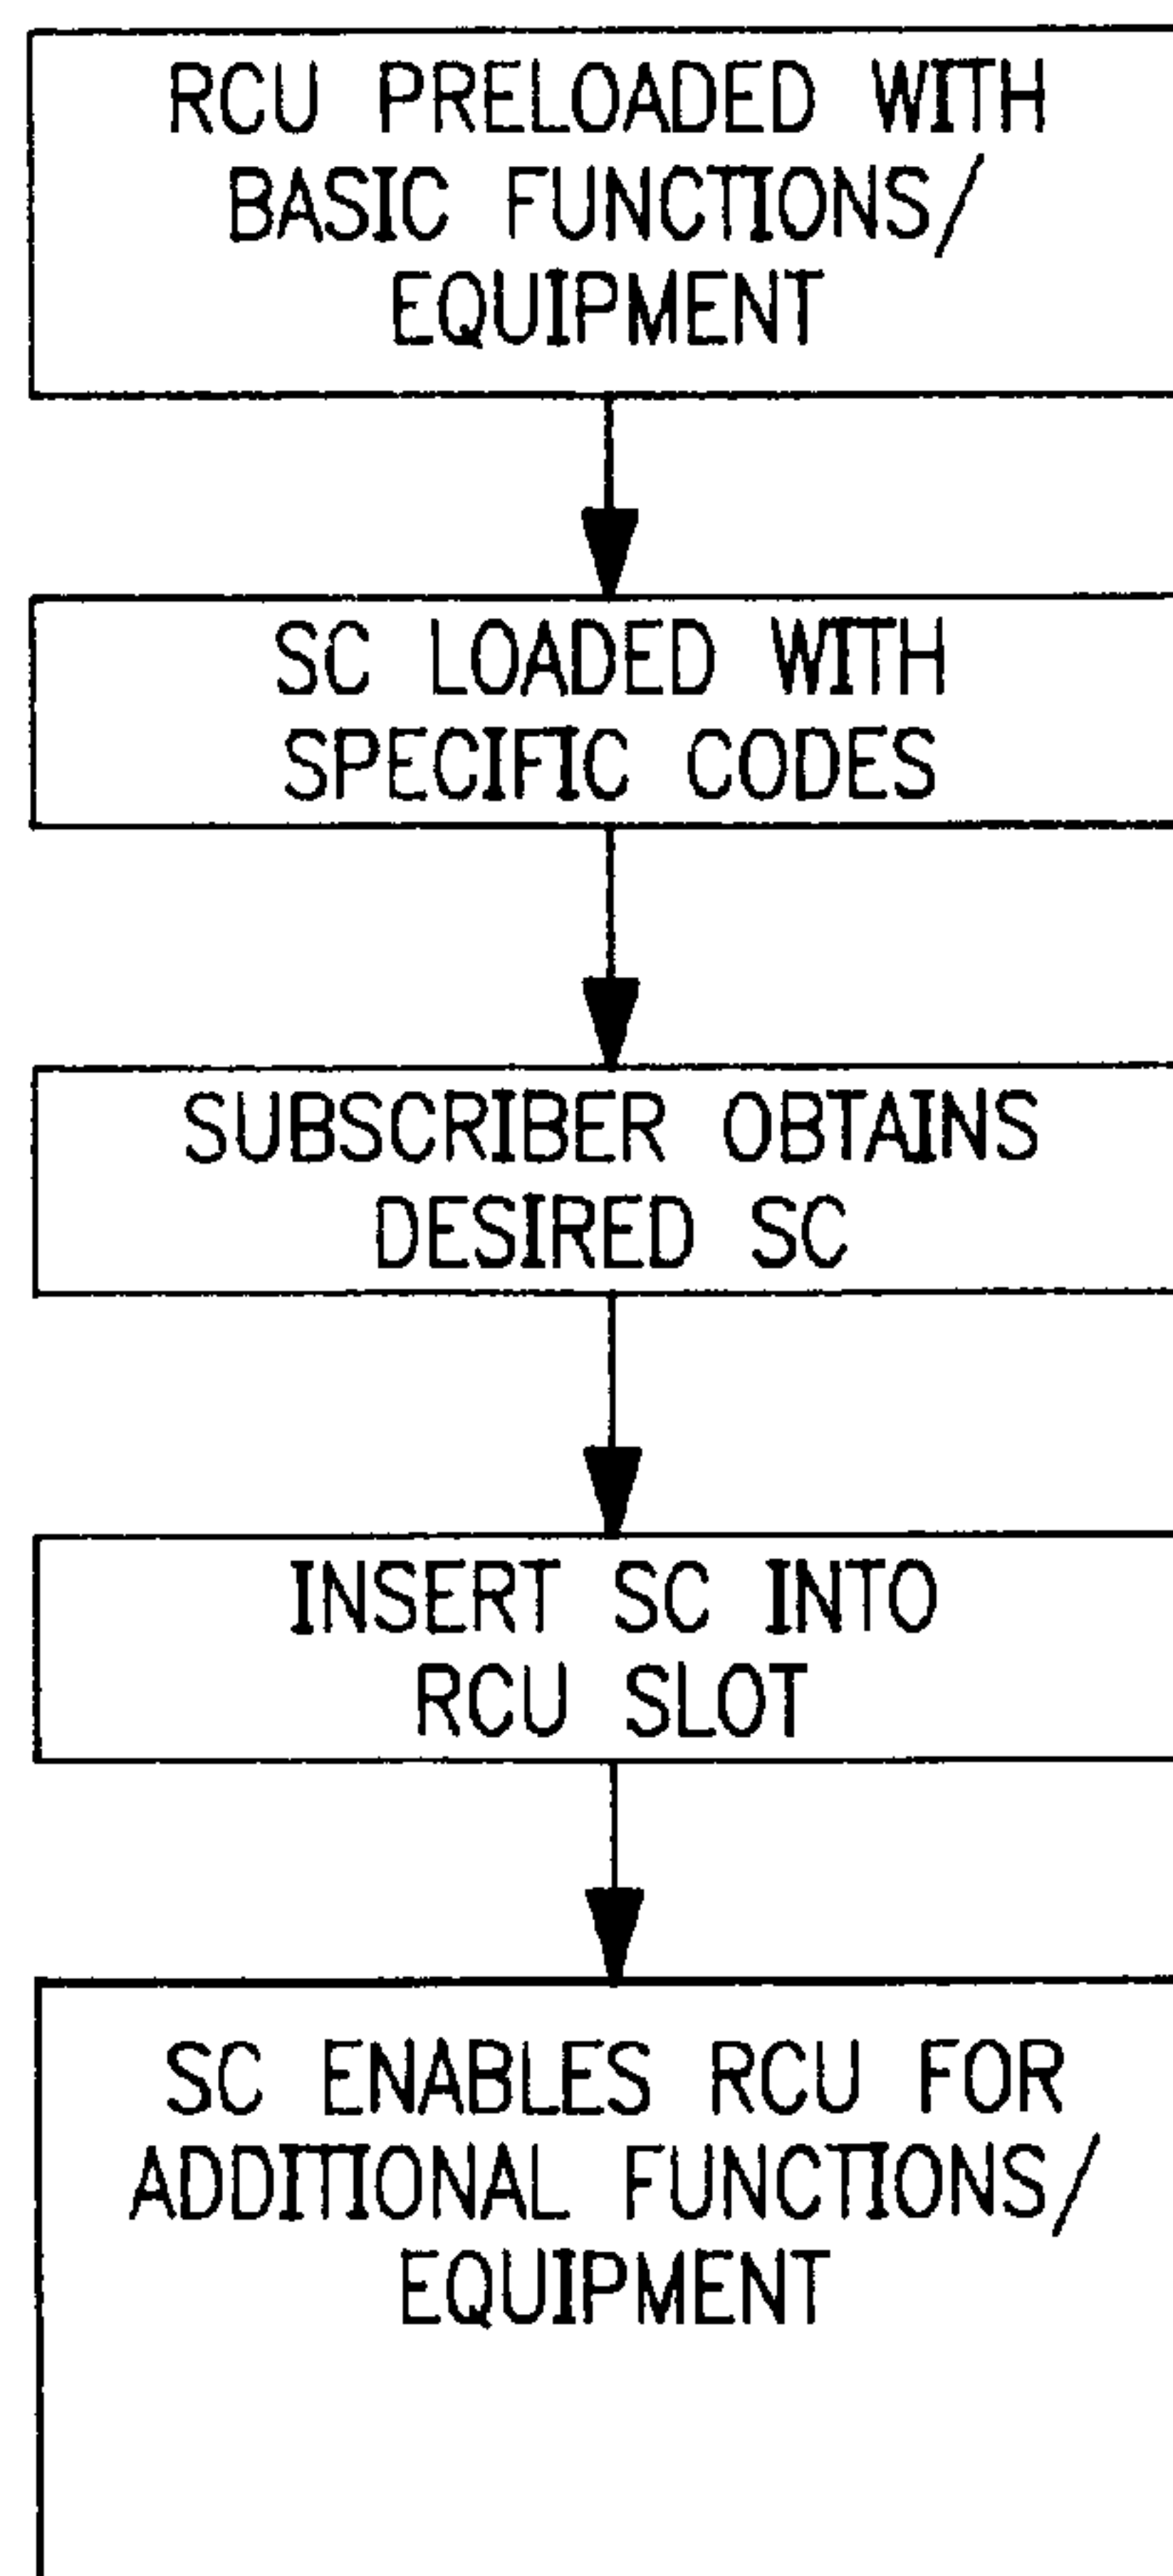 RCU PRELOADED WITH
BASIC FUNCTIONS/
EQUIPMENT
SC LOADED WITH
SPECIFIC CODES
SUBSCRIBER OBTAINS
DESIRED SC
INSERT SC INTO
RCU SLOT
SC ENABLES RCU FOR
ADDITIONAL FUNCTIONS/
EQUIPMENT